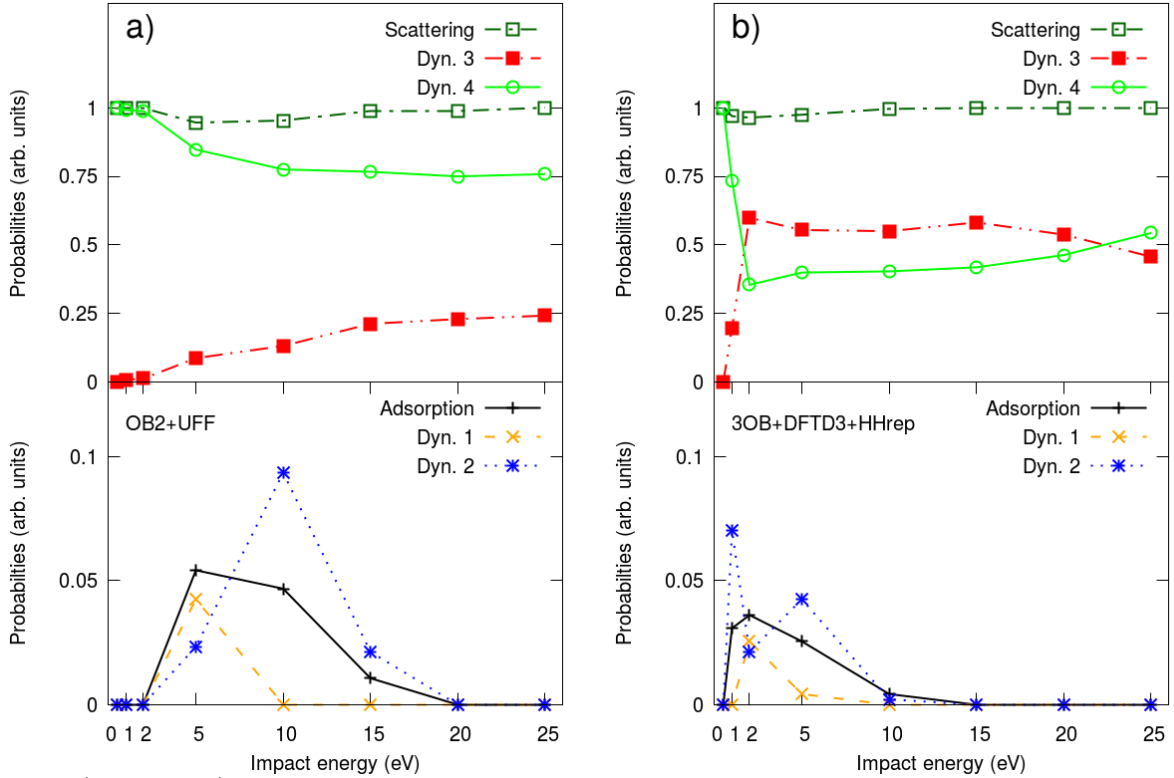 a)
Scattering
Dyn. 3
Dyn. 4
Probabilities (arb. units)
1
0.75
0.5
0.25
0
OB2+UFF
Adsorption
Dyn. 1
Dyn. 2
Probabilties (arb. units)
0.1
0.05
0
0 1 2 5 10 15 20 25
Impact energy (eV)
b)
Scattering
Dyn. 3
Dyn. 4
Probabilities (arb. units)
1
0.75
0.5
0.25
0
3OB+DFTD3+HHrep
Adsorption
Dyn. 1
Dyn. 2
Probabilties (arb. units)
0.1
0.05
0
0 1 2 5 10 15 20 25
Impact energy (eV)